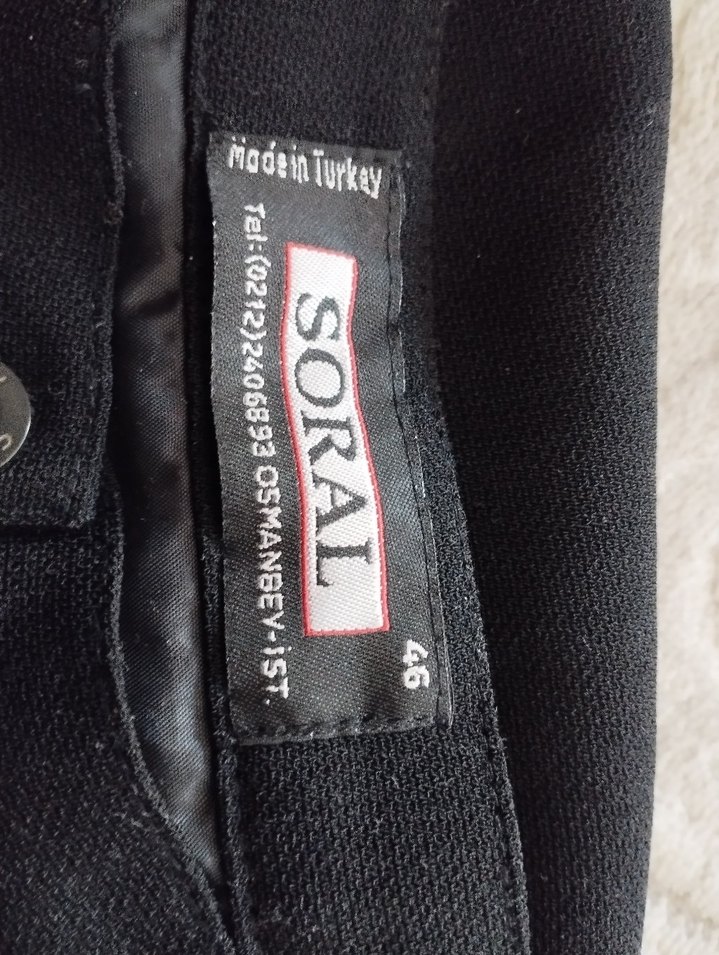 Made in Turkey
SORAL
46
Tel:(0212)2406893 OSMANBEY-İST.